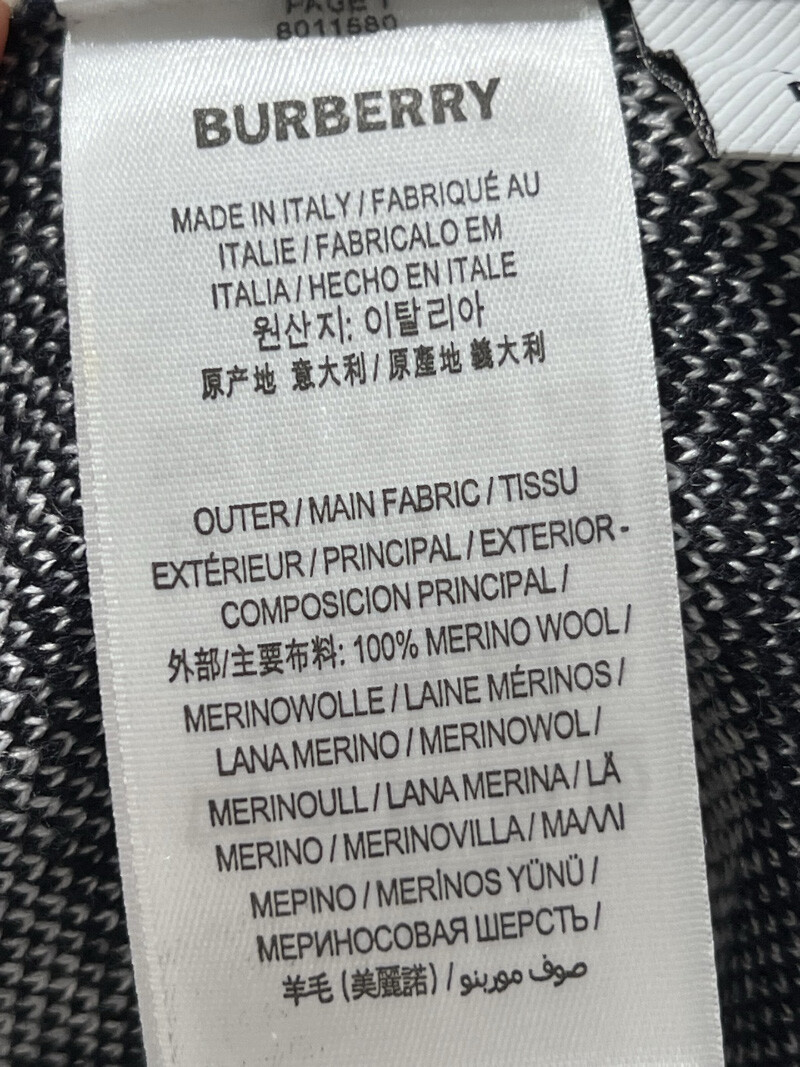 PAGE 1
8011580
BURBERRY
MADE IN ITALY / FABRIQUÉ AU
ITALIE / FABRICALO EM
ITALIA / HECHO EN ITALE
원산지: 이탈리아
原产地 意大利 / 原產地 義大利
OUTER / MAIN FABRIC / TISSU
EXTÉRIEUR / PRINCIPAL / EXTERIOR -
COMPOSICION PRINCIPAL /
外部/主要布料: 100% MERINO WOOL /
MERINOWOLLE / LAINE MÉRINOS /
LANA MERINO / MERINOWOL /
MERINOULL / LANA MERINA / LÃ
MERINO / MERINOVILLA / ΜΑΛΛΙ
ΜΕΡΙΝΟ / MERİNOS YÜNÜ /
МЕРИНОСОВАЯ ШЕРСТЬ /
羊毛 (美麗諾) / صوف مورينو